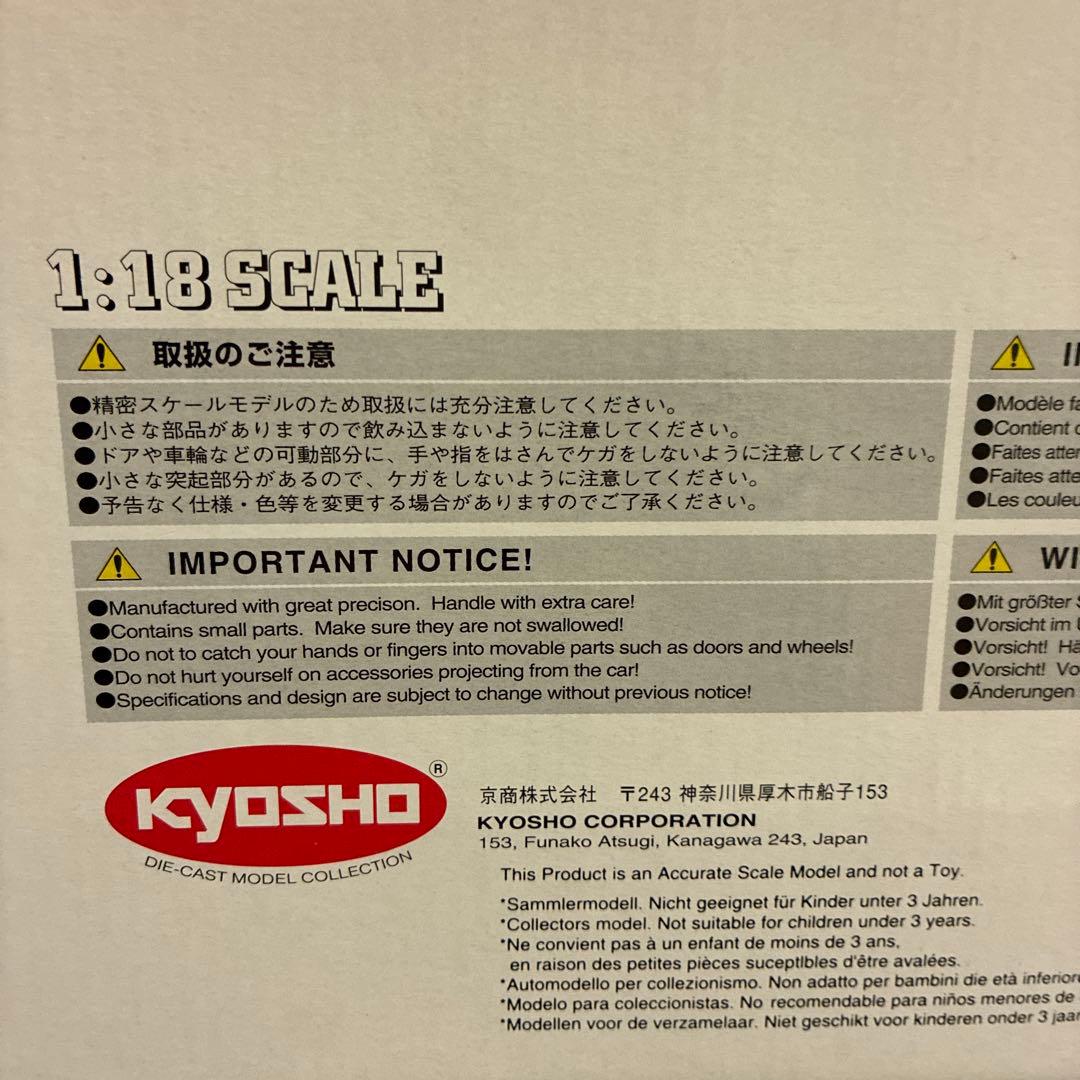 1:18 SCALE
取扱のご注意
●精密スケールモデルのため取扱には充分注意してください。
●小さな部品がありますので飲み込まないように注意してください。
●ドアや車輪などの可動部分に、手や指をはさんでケガをしないように注意してください。
●小さな突起部分があるので、ケガをしないように注意してください。
●予告なく仕様・色等を変更する場合がありますのでご了承ください。
●Modèle
●Contient
●Faites
●Faites
●Les
IMPORTANT NOTICE!
●Manufactured with great precison. Handle with extra care!
●Contains small parts. Make sure they are not swallowed!
●Do not to catch your hands or fingers into movable parts such as doors and wheels!
●Do not hurt yourself on accessories projecting from the car!
●Specifications and design are subject to change without previous notice!
●Mit größter
●Vorsicht im
●Vorsicht!
●Vorsicht!
●Änderungen
KYOSHO®
DIE-CAST MODEL COLLECTION
京商株式会社 〒243 神奈川県厚木市船子153
KYOSHO CORPORATION
153, Funako Atsugi, Kanagawa 243, Japan
This Product is an Accurate Scale Model and not a Toy.
*Sammlermodell. Nicht geeignet für Kinder unter 3 Jahren.
*Collectors model. Not suitable for children under 3 years.
*Ne convient pas à un enfant de moins de 3 ans,
en raison des petites pièces suceptlbles d'être avalées.
*Automodello per collezionismo. Non adatto per bambini die età
*Modelo para coleccionistas. No recomendable para niños menores de
*Modellen voor de verzamelaar. Niet geschikt voor kinderen onder 3